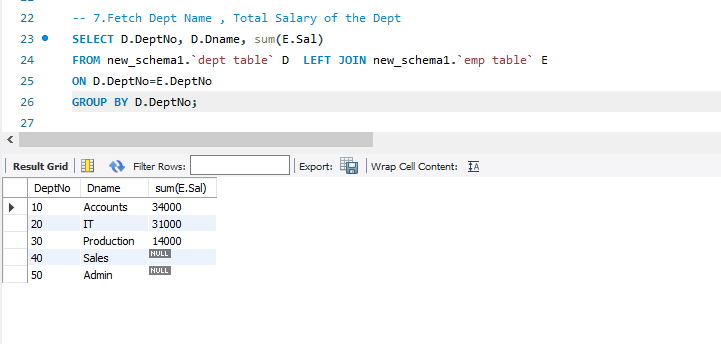 22 -- 7.Fetch Dept Name , Total Salary of the Dept
23 SELECT D.DeptNo, D.Dname, sum(E.Sal)
24 FROM new_schema1.`dept table` D  LEFT JOIN new_schema1.`emp table` E
25 ON D.DeptNo=E.DeptNo
26 GROUP BY D.DeptNo;
27
Result Grid Filter Rows: Export: Wrap Cell Content: IA
DeptNo Dname sum(E.Sal)
10 Accounts 34000
20 IT 31000
30 Production 14000
40 Sales NULL
50 Admin NULL